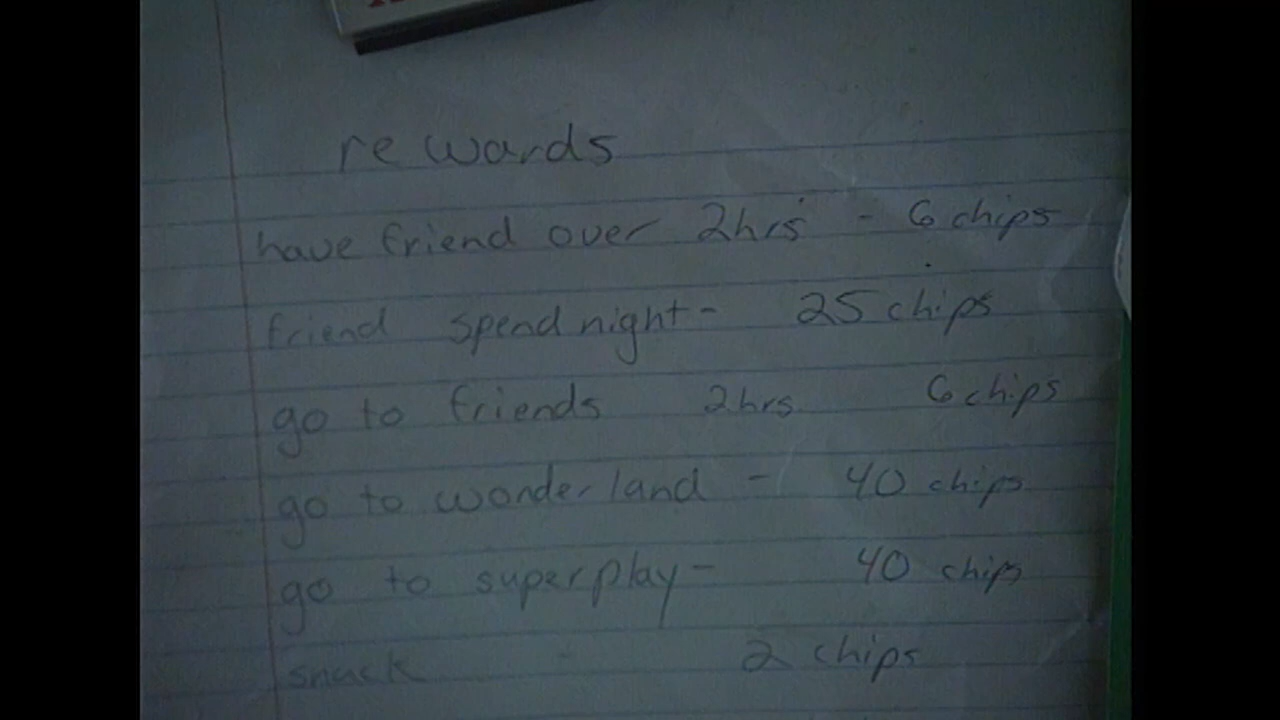 rewards
have friend over 2hrs - 6 chips
friend spend night - 25 chips
go to friends 2hrs 6 chips
go to wonderland - 40 chips
go to superplay - 40 chips
snack - 2 chips